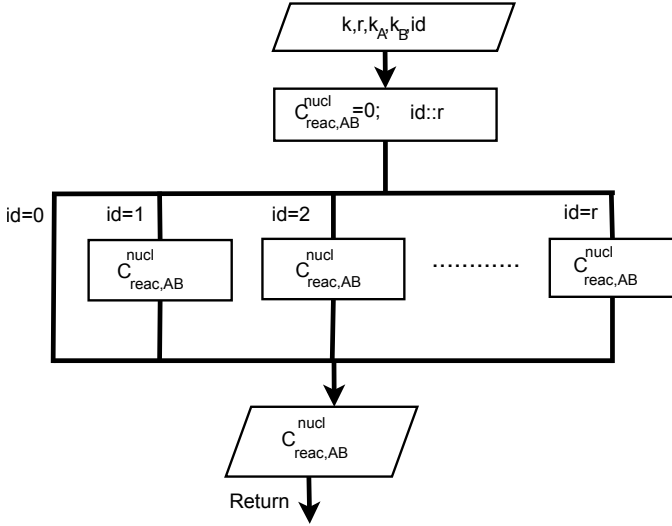 k,r,k_A,k_B,id
C^nucl_reac,AB=0; id::r
id=0
id=1
id=2
id=r
C^nucl_reac,AB
C^nucl_reac,AB
............
C^nucl_reac,AB
C^nucl_reac,AB
Return